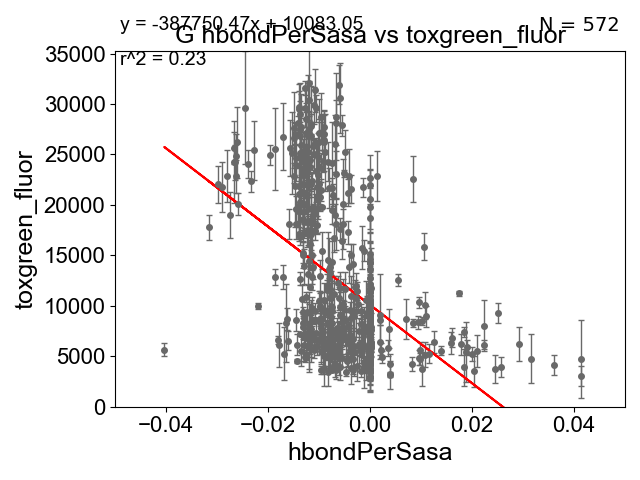 y = -387750.47x + 10083.05
N = 572
G hbondPerSasa vs toxgreen_fluor
r^2 = 0.23
35000
30000
25000
20000
15000
10000
5000
0
toxgreen_fluor
−0.04 −0.02 0.00 0.02 0.04
hbondPerSasa